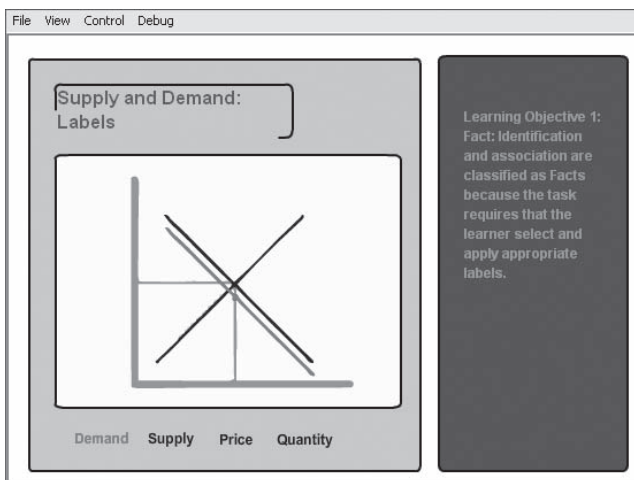 File View Control Debug
Supply and Demand:
Labels
Learning Objective 1:
Fact: Identification
and association are
classified as Facts
because the task
requires that the
learner select and
apply appropriate
labels.
Demand Supply Price Quantity